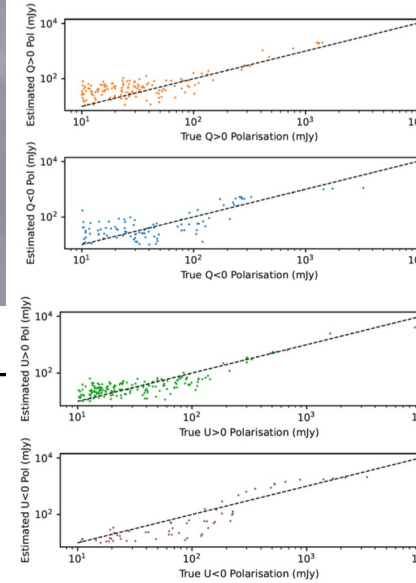 Estimated Q>0 Pol (mJy)
10⁴
10²
10¹
10²
10³
True Q>0 Polarisation (mJy)
Estimated Q<0 Pol (mJy)
10⁴
10²
10¹
10²
10³
True Q<0 Polarisation (mJy)
Estimated U>0 Pol (mJy)
10⁴
10²
10¹
10²
10³
True U>0 Polarisation (mJy)
Estimated U<0 Pol (mJy)
10⁴
10²
10¹
10²
10³
True U<0 Polarisation (mJy)